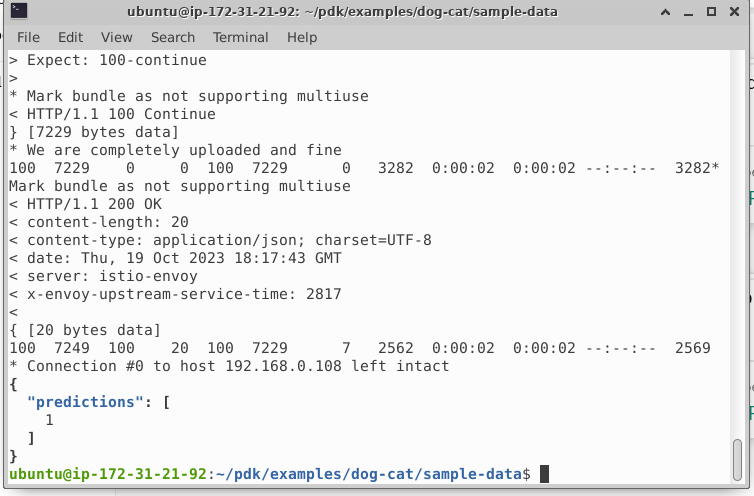 ubuntu@ip-172-31-21-92: ~/pdk/examples/dog-cat/sample-data
File Edit View Search Terminal Help
> Expect: 100-continue
>
* Mark bundle as not supporting multiuse
< HTTP/1.1 100 Continue
} [7229 bytes data]
* We are completely uploaded and fine
100  7229    0     0  100  7229      0   3282  0:00:02  0:00:02 --:--:--  3282*
Mark bundle as not supporting multiuse
< HTTP/1.1 200 OK
< content-length: 20
< content-type: application/json; charset=UTF-8
< date: Thu, 19 Oct 2023 18:17:43 GMT
< server: istio-envoy
< x-envoy-upstream-service-time: 2817
<
{ [20 bytes data]
100  7249  100    20  100  7229      7   2562  0:00:02  0:00:02 --:--:--  2569
* Connection #0 to host 192.168.0.108 left intact
{
  "predictions": [
    1
  ]
}
ubuntu@ip-172-31-21-92:~/pdk/examples/dog-cat/sample-data$